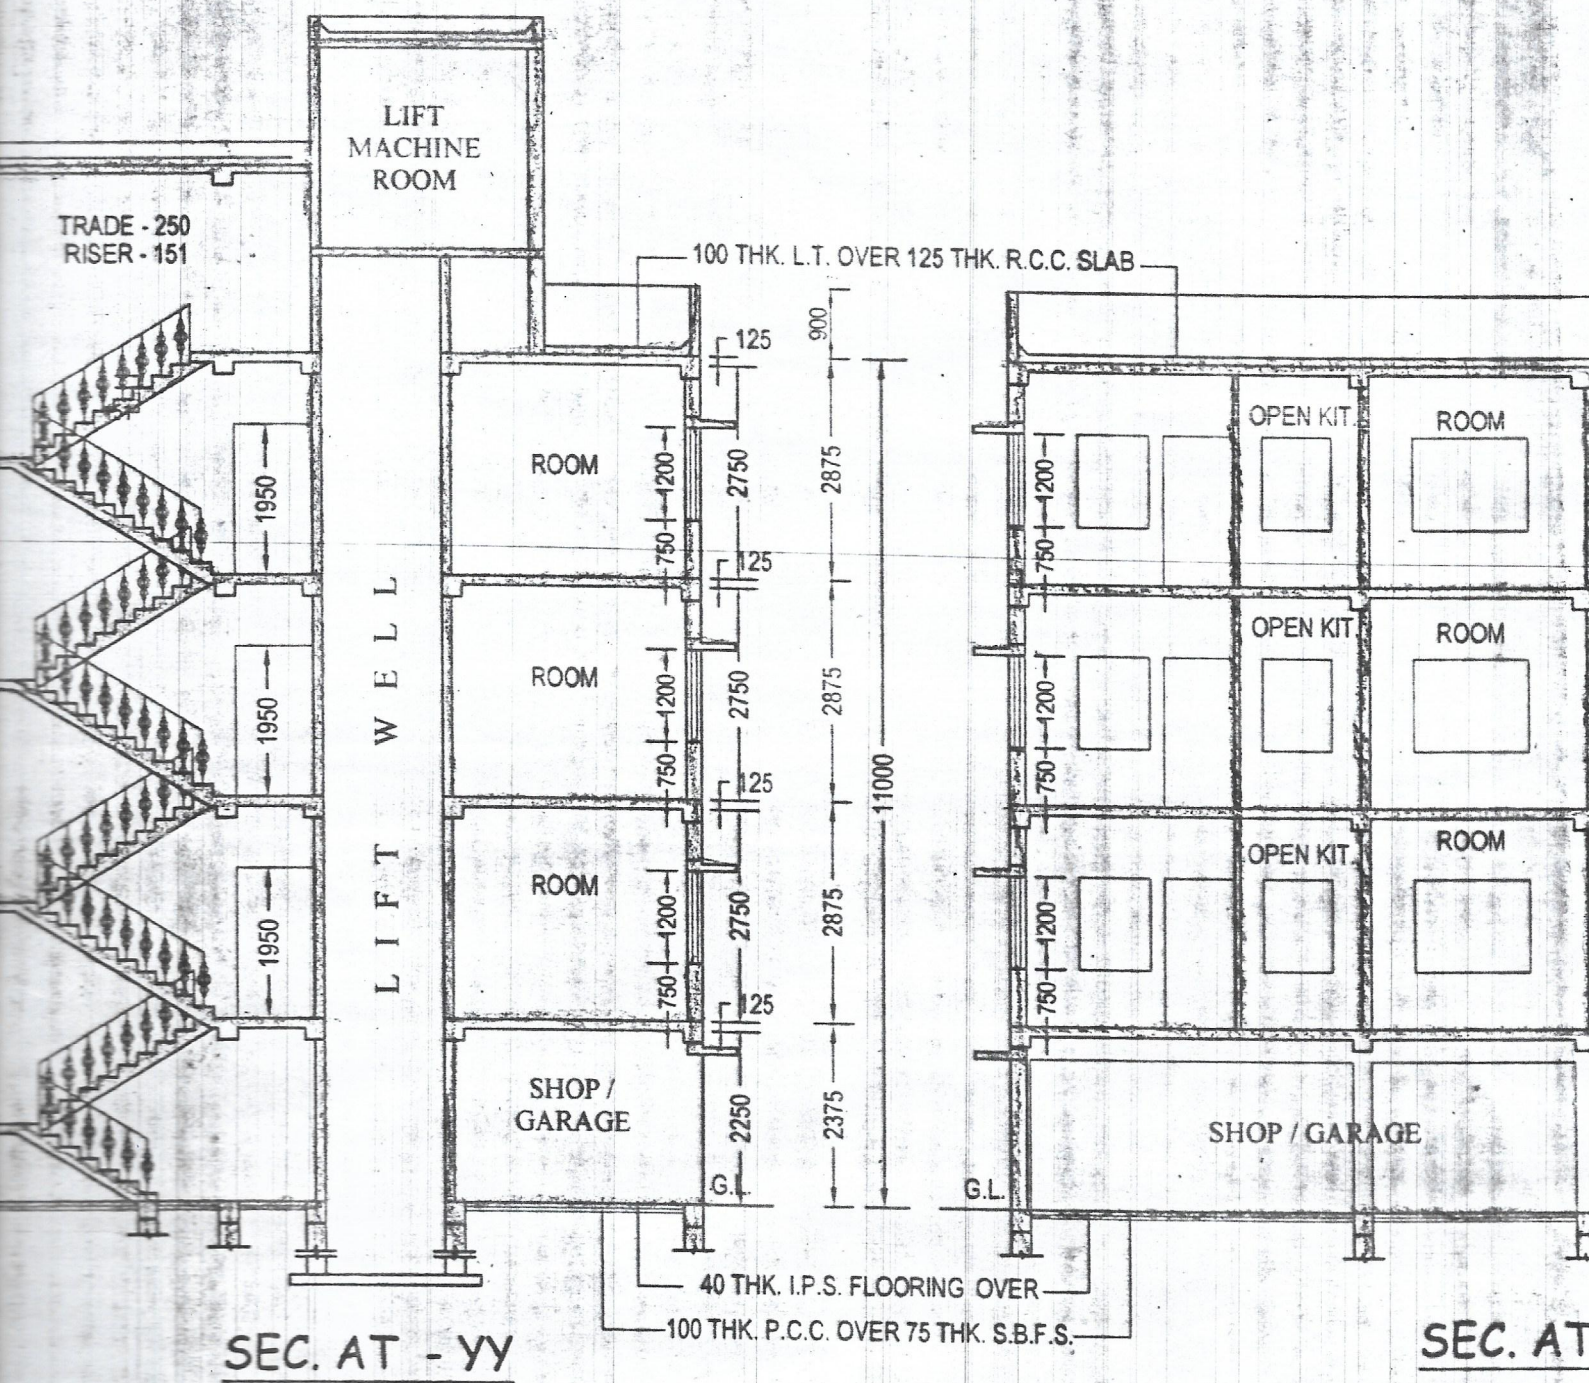 LIFT
MACHINE
ROOM
TRADE - 250
RISER - 151
100 THK. L.T. OVER 125 THK. R.C.C. SLAB
900
125
1950
ROOM
1200
750
2750
2875
125
1200
750
OPEN KIT.
ROOM
1950
ROOM
1200
750
2750
2875
125
1200
750
OPEN KIT.
ROOM
LIFT WELL
11000
1950
ROOM
1200
750
2750
2875
125
1200
750
OPEN KIT.
ROOM
SHOP /
GARAGE
2250
2375
SHOP / GARAGE
G.L.
G.L.
40 THK. I.P.S. FLOORING OVER
100 THK. P.C.C. OVER 75 THK. S.B.F.S.
SEC. AT - YY
SEC. AT